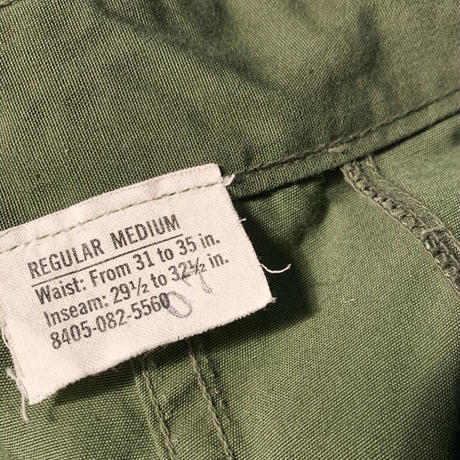 REGULAR MEDIUM
Waist: From 31 to 35 in.
Inseam: 29½ to 32½ in.
8405-082-5560